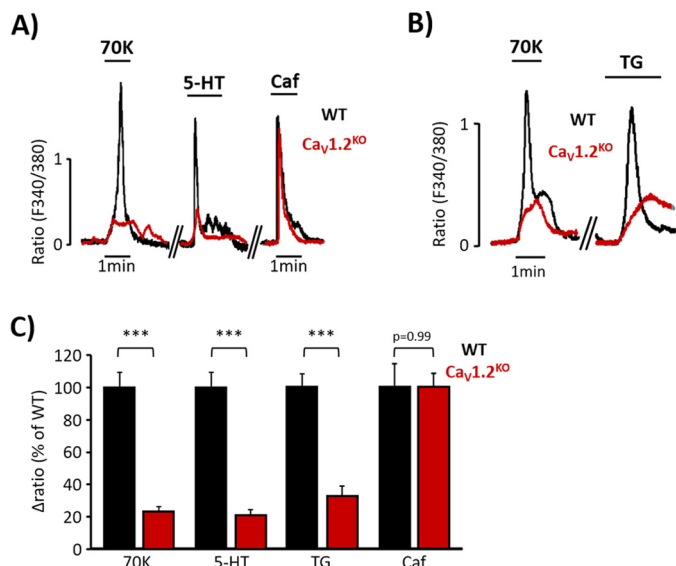 A)
70K
5-HT
Caf
WT
CaV1.2KO
Ratio (F340/380)
1
0
1min
1min
B)
70K
TG
WT
CaV1.2KO
Ratio (F340/380)
1
0
1min
C)
***
***
***
p=0.99
WT
CaV1.2KO
Δratio (% of WT)
120
100
80
60
40
20
0
70K
5-HT
TG
Caf